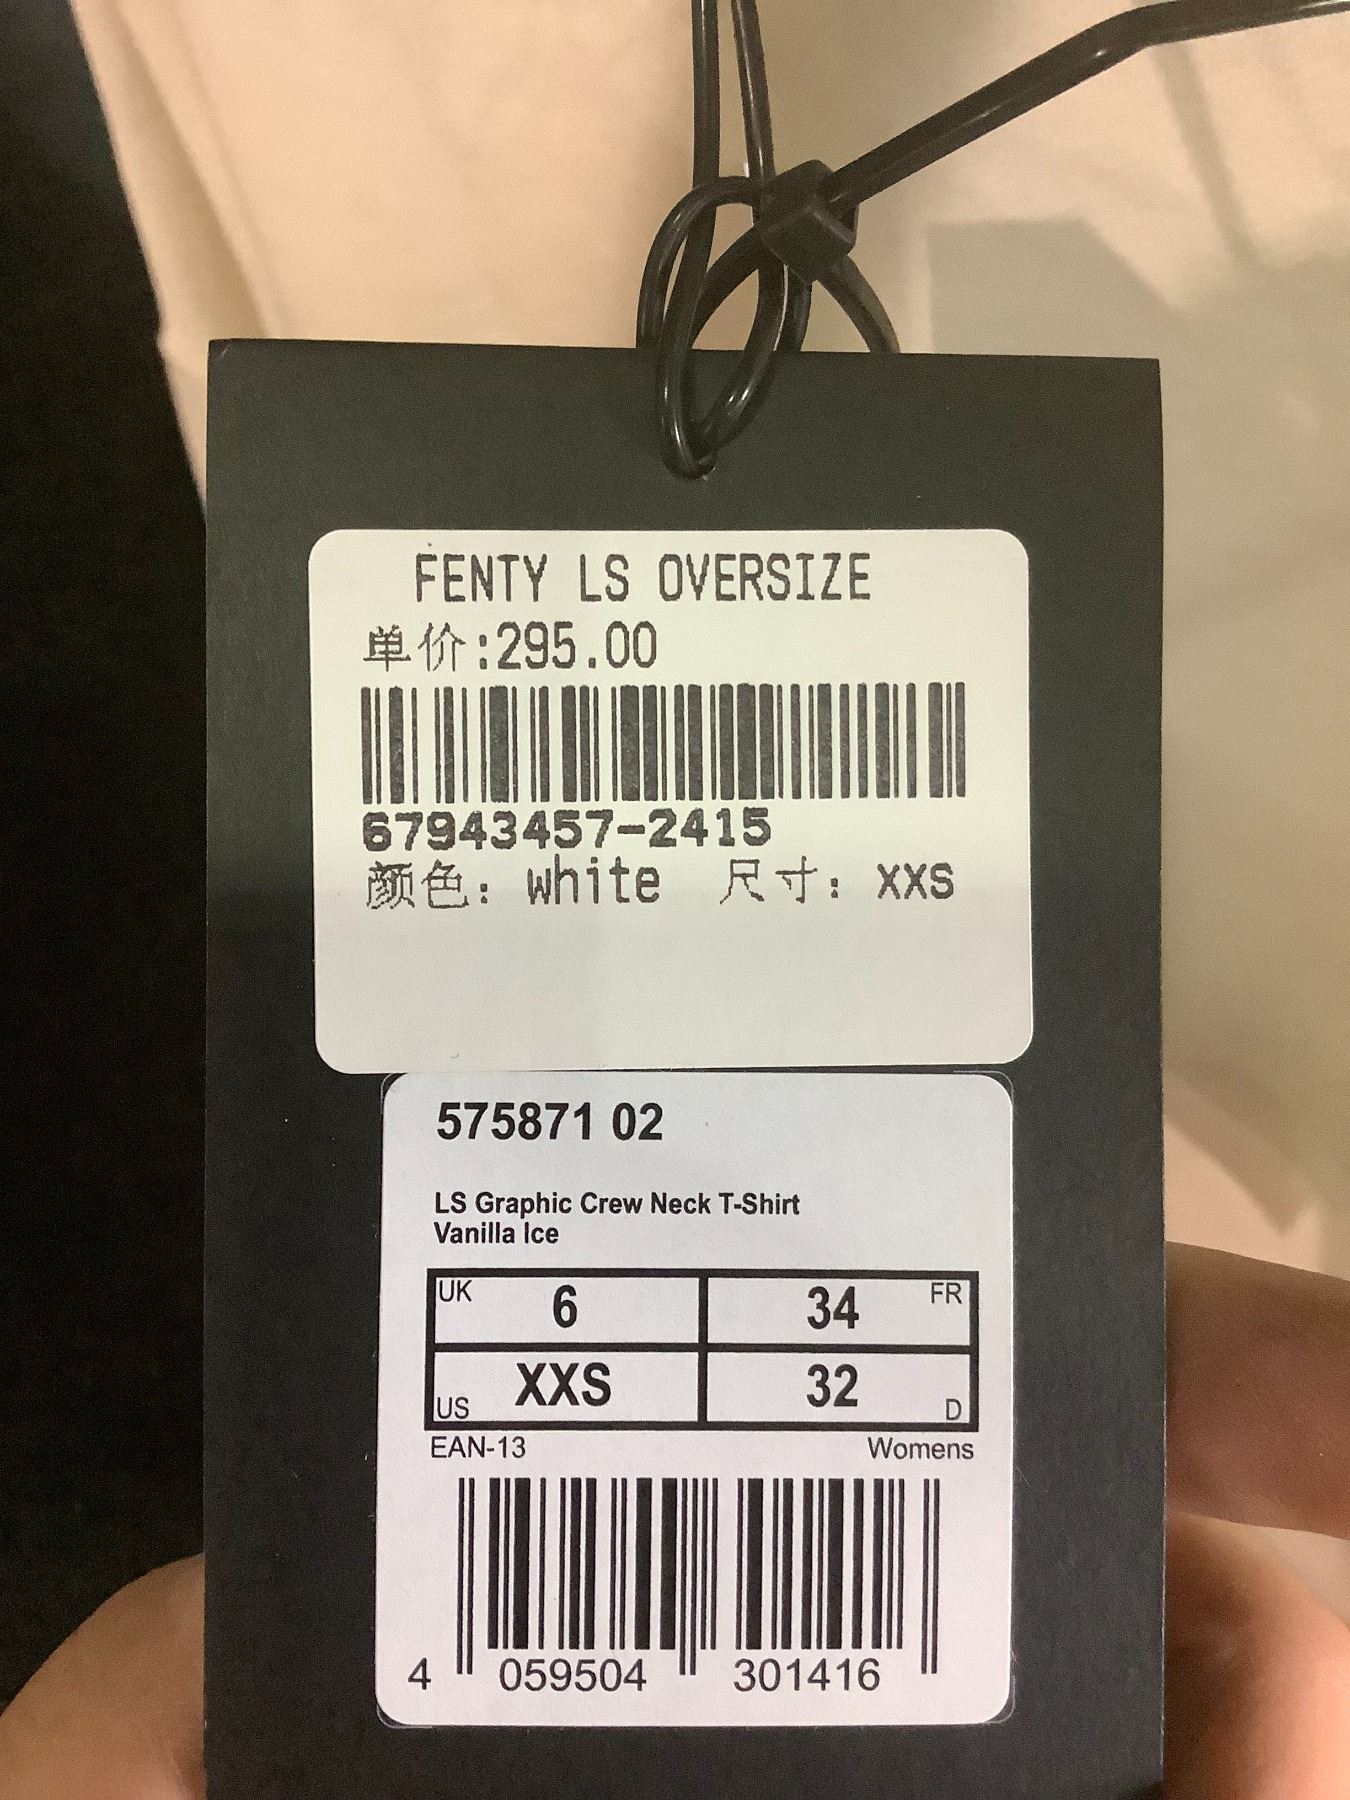 FENTY LS OVERSIZE
单价:295.00
67943457-2415
颜色: white 尺寸: XXS
575871 02
LS Graphic Crew Neck T-Shirt
Vanilla Ice
UK 6 34 FR
US XXS 32 D
EAN-13 Womens
4 059504 301416